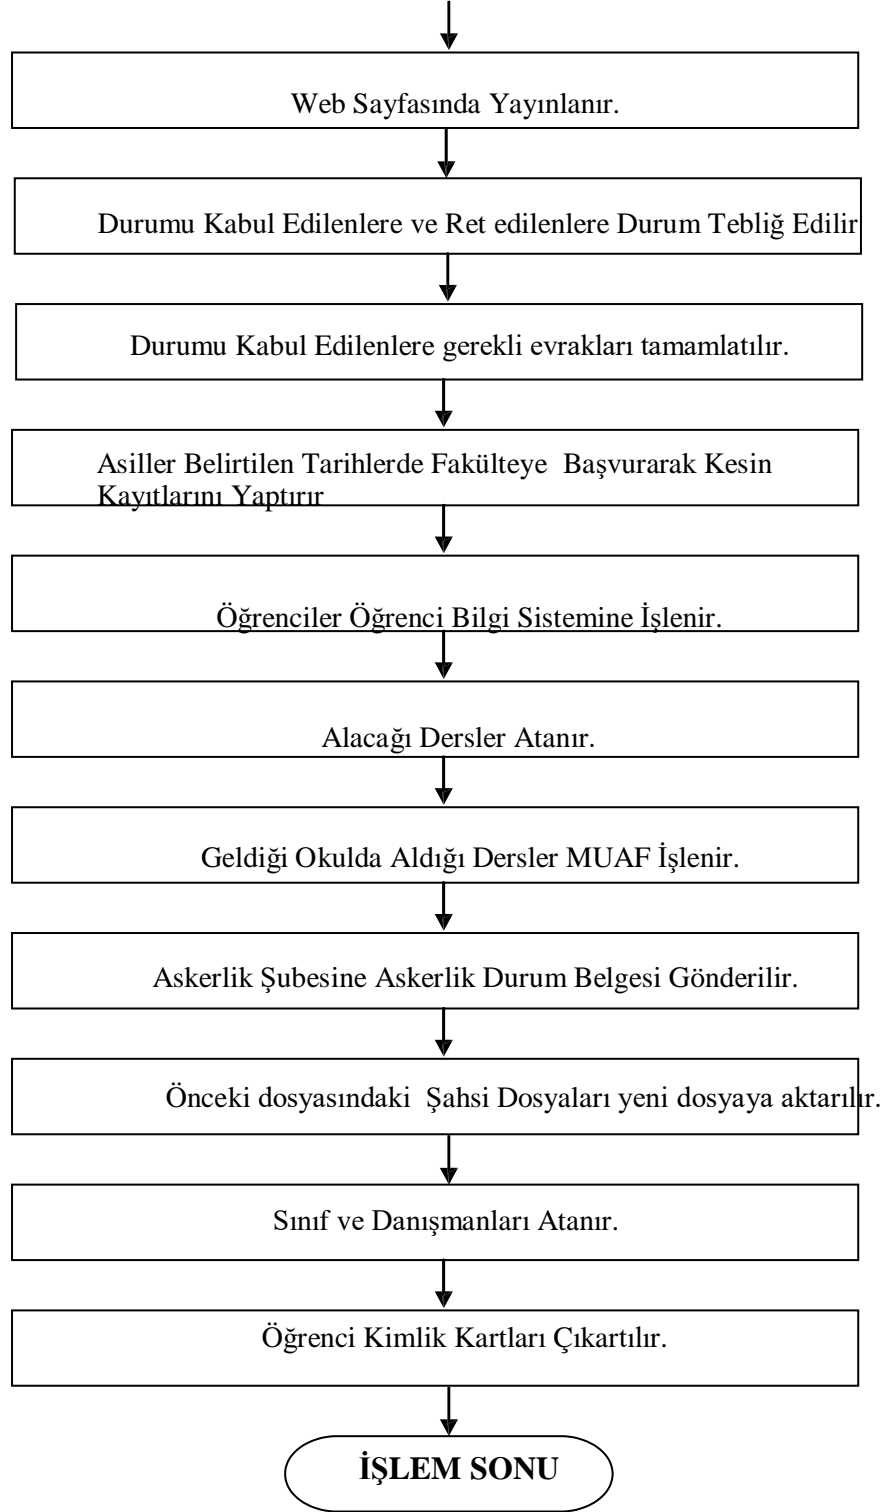 Web Sayfasında Yayınlanır.
Durumu Kabul Edilenlere ve Ret edilenlere Durum Tebliğ Edilir
Durumu Kabul Edilenlere gerekli evrakları tamamlatılır.
Asiller Belirtilen Tarihlerde Fakülteye  Başvurarak Kesin
Kayıtlarını Yaptırır
Öğrenciler Öğrenci Bilgi Sistemine İşlenir.
Alacağı Dersler Atanır.
Geldiği Okulda Aldığı Dersler MUAF İşlenir.
Askerlik Şubesine Askerlik Durum Belgesi Gönderilir.
Önceki dosyasındaki  Şahsi Dosyaları yeni dosyaya aktarılır.
Sınıf ve Danışmanları Atanır.
Öğrenci Kimlik Kartları Çıkartılır.
İŞLEM SONU